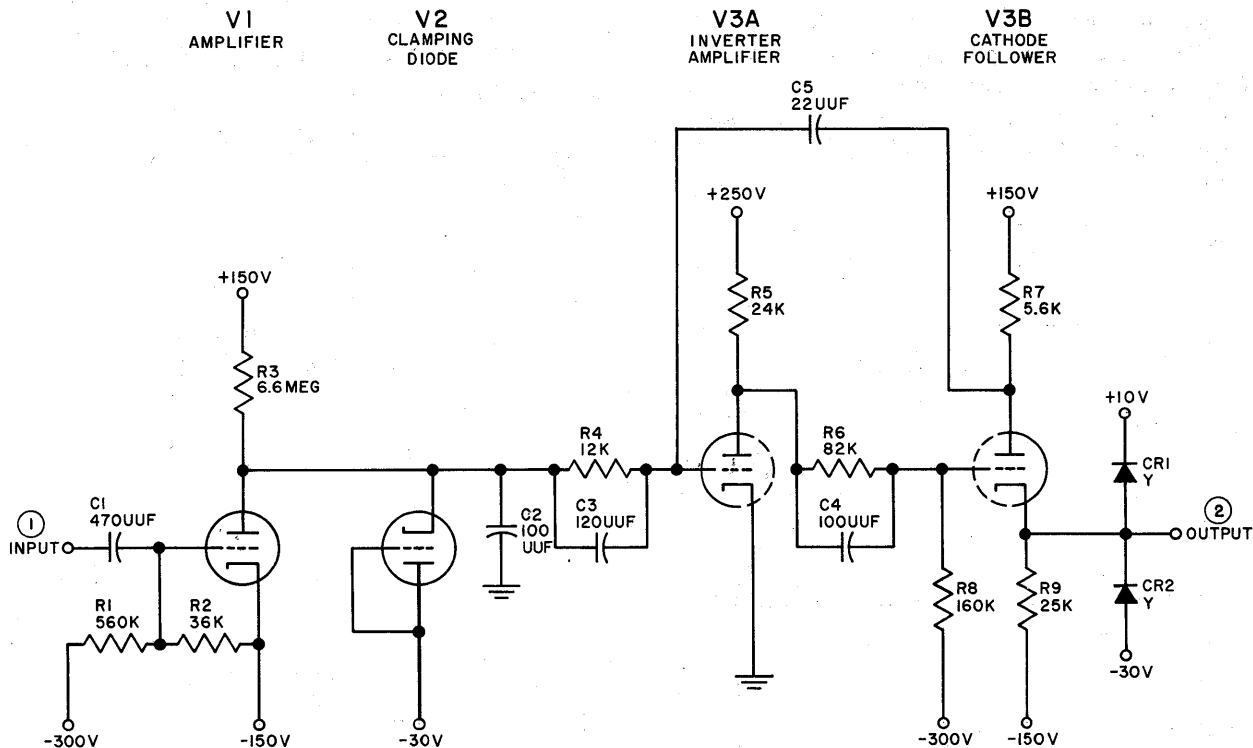 V1
AMPLIFIER
V2
CLAMPING
DIODE
V3A
INVERTER
AMPLIFIER
V3B
CATHODE
FOLLOWER
C5
22UUF
+250V
+150V
R5
24K
R7
5.6K
+150V
R3
6.6MEG
+10V
R4
12K
R6
82K
CR1
Y
C1
470UUF
1
INPUT
C2
100
UUF
C3
120UUF
C4
100UUF
2
OUTPUT
R1
560K
R2
36K
R8
160K
R9
25K
CR2
Y
-30V
-300V
-150V
-30V
-300V
-150V